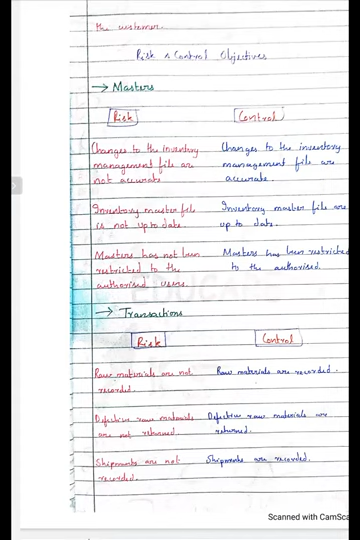 the customer.
Risk & Control Objectives
→ Masters
Risk
Control
Changes to the inventory
management file are
not accurate
Changes to the inventory
management file are
accurate.
Inventory master file
is not up to date.
Inventory master file are
up to date.
Masters has not been
restricted to the
authorised users.
Masters has been restricted
to the authorised.
→ Transactions
Risk
Control
Raw materials are not
recorded.
Raw materials are recorded.
Defective raw materials
are not returned.
Defective raw materials are
returned.
Shipments are not
recorded.
Shipments are recorded.
Scanned with CamSca